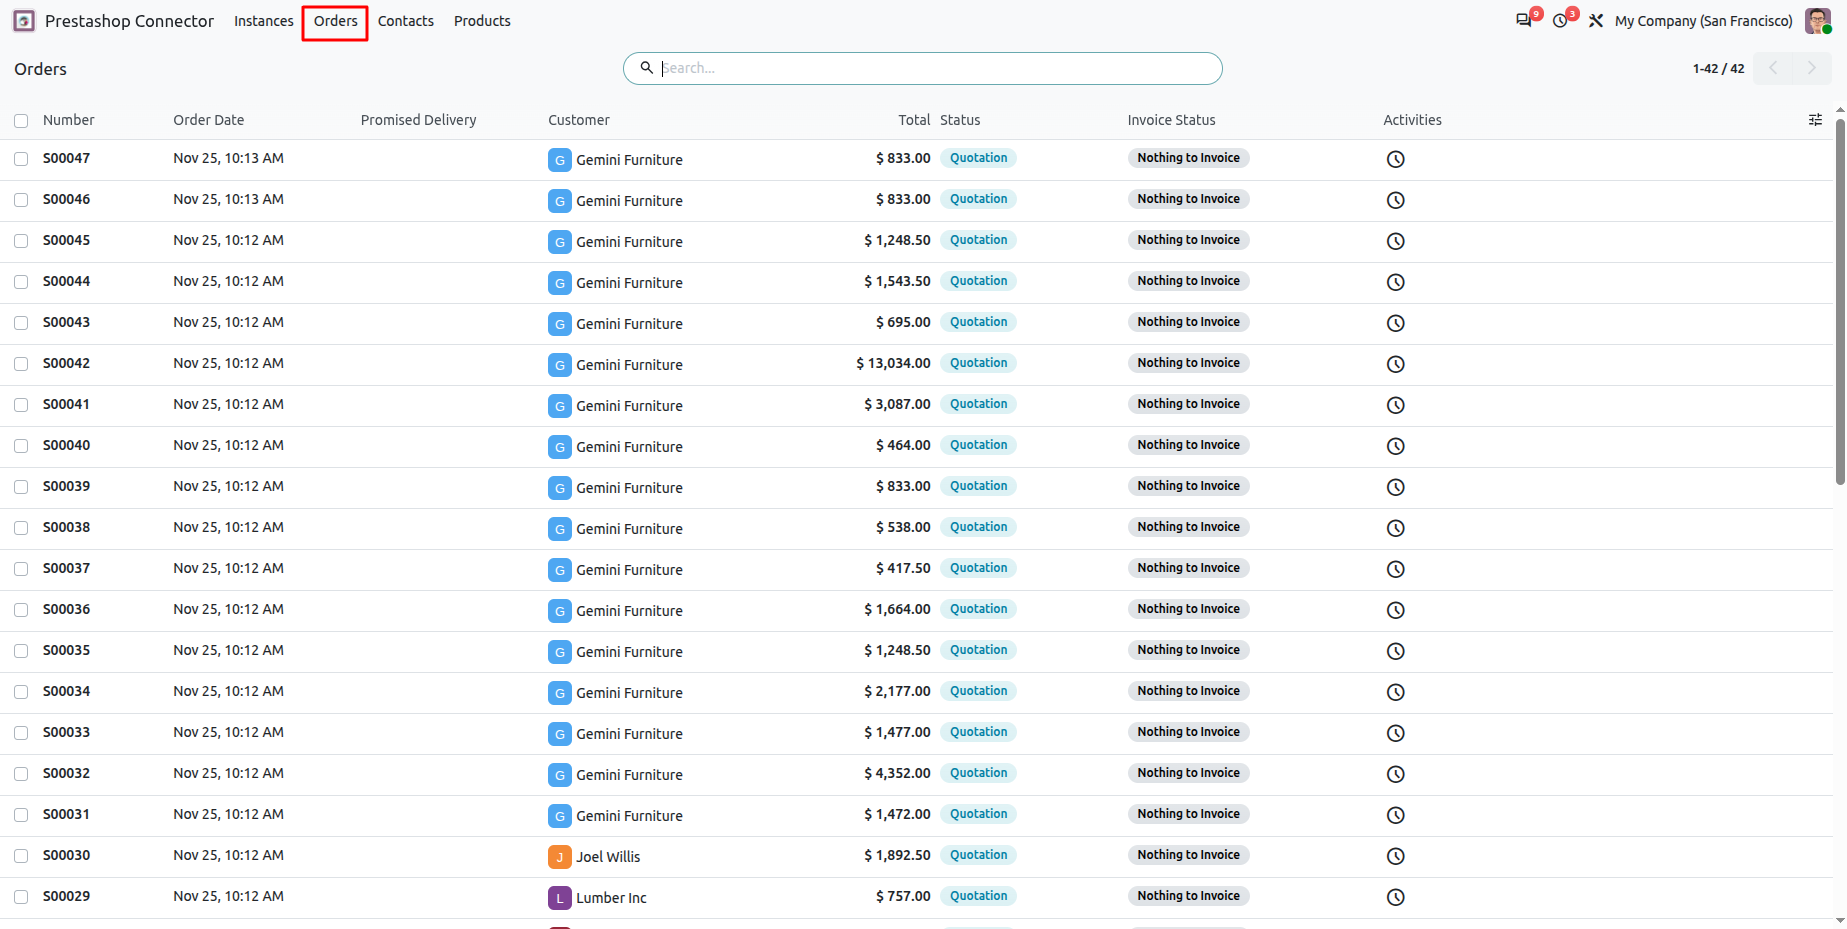 Prestashop Connector Instances Orders Contacts Products 9 3 My Company (San Francisco)
Orders Search... 1-42 / 42
Number Order Date Promised Delivery Customer Total Status Invoice Status Activities
S00047 Nov 25, 10:13 AM G Gemini Furniture $ 833.00 Quotation Nothing to Invoice
S00046 Nov 25, 10:13 AM G Gemini Furniture $ 833.00 Quotation Nothing to Invoice
S00045 Nov 25, 10:12 AM G Gemini Furniture $ 1,248.50 Quotation Nothing to Invoice
S00044 Nov 25, 10:12 AM G Gemini Furniture $ 1,543.50 Quotation Nothing to Invoice
S00043 Nov 25, 10:12 AM G Gemini Furniture $ 695.00 Quotation Nothing to Invoice
S00042 Nov 25, 10:12 AM G Gemini Furniture $ 13,034.00 Quotation Nothing to Invoice
S00041 Nov 25, 10:12 AM G Gemini Furniture $ 3,087.00 Quotation Nothing to Invoice
S00040 Nov 25, 10:12 AM G Gemini Furniture $ 464.00 Quotation Nothing to Invoice
S00039 Nov 25, 10:12 AM G Gemini Furniture $ 833.00 Quotation Nothing to Invoice
S00038 Nov 25, 10:12 AM G Gemini Furniture $ 538.00 Quotation Nothing to Invoice
S00037 Nov 25, 10:12 AM G Gemini Furniture $ 417.50 Quotation Nothing to Invoice
S00036 Nov 25, 10:12 AM G Gemini Furniture $ 1,664.00 Quotation Nothing to Invoice
S00035 Nov 25, 10:12 AM G Gemini Furniture $ 1,248.50 Quotation Nothing to Invoice
S00034 Nov 25, 10:12 AM G Gemini Furniture $ 2,177.00 Quotation Nothing to Invoice
S00033 Nov 25, 10:12 AM G Gemini Furniture $ 1,477.00 Quotation Nothing to Invoice
S00032 Nov 25, 10:12 AM G Gemini Furniture $ 4,352.00 Quotation Nothing to Invoice
S00031 Nov 25, 10:12 AM G Gemini Furniture $ 1,472.00 Quotation Nothing to Invoice
S00030 Nov 25, 10:12 AM J Joel Willis $ 1,892.50 Quotation Nothing to Invoice
S00029 Nov 25, 10:12 AM L Lumber Inc $ 757.00 Quotation Nothing to Invoice